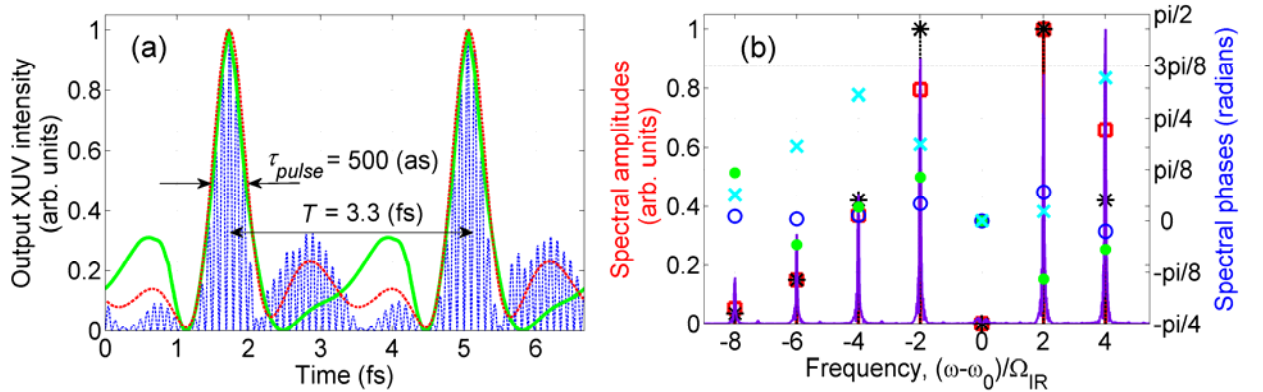 (a)
Output XUV intensity
(arb. units)
1
0.8
0.6
0.4
0.2
0
τpulse = 500 (as)
T = 3.3 (fs)
0 1 2 3 4 5 6
Time (fs)
(b)
Spectral amplitudes
(arb. units)
1
0.8
0.6
0.4
0.2
0
-8 -6 -4 -2 0 2 4
Frequency, (ω-ω0)/ΩIR
pi/2
3pi/8
pi/4
pi/8
0
-pi/8
-pi/4
Spectral phases (radians)